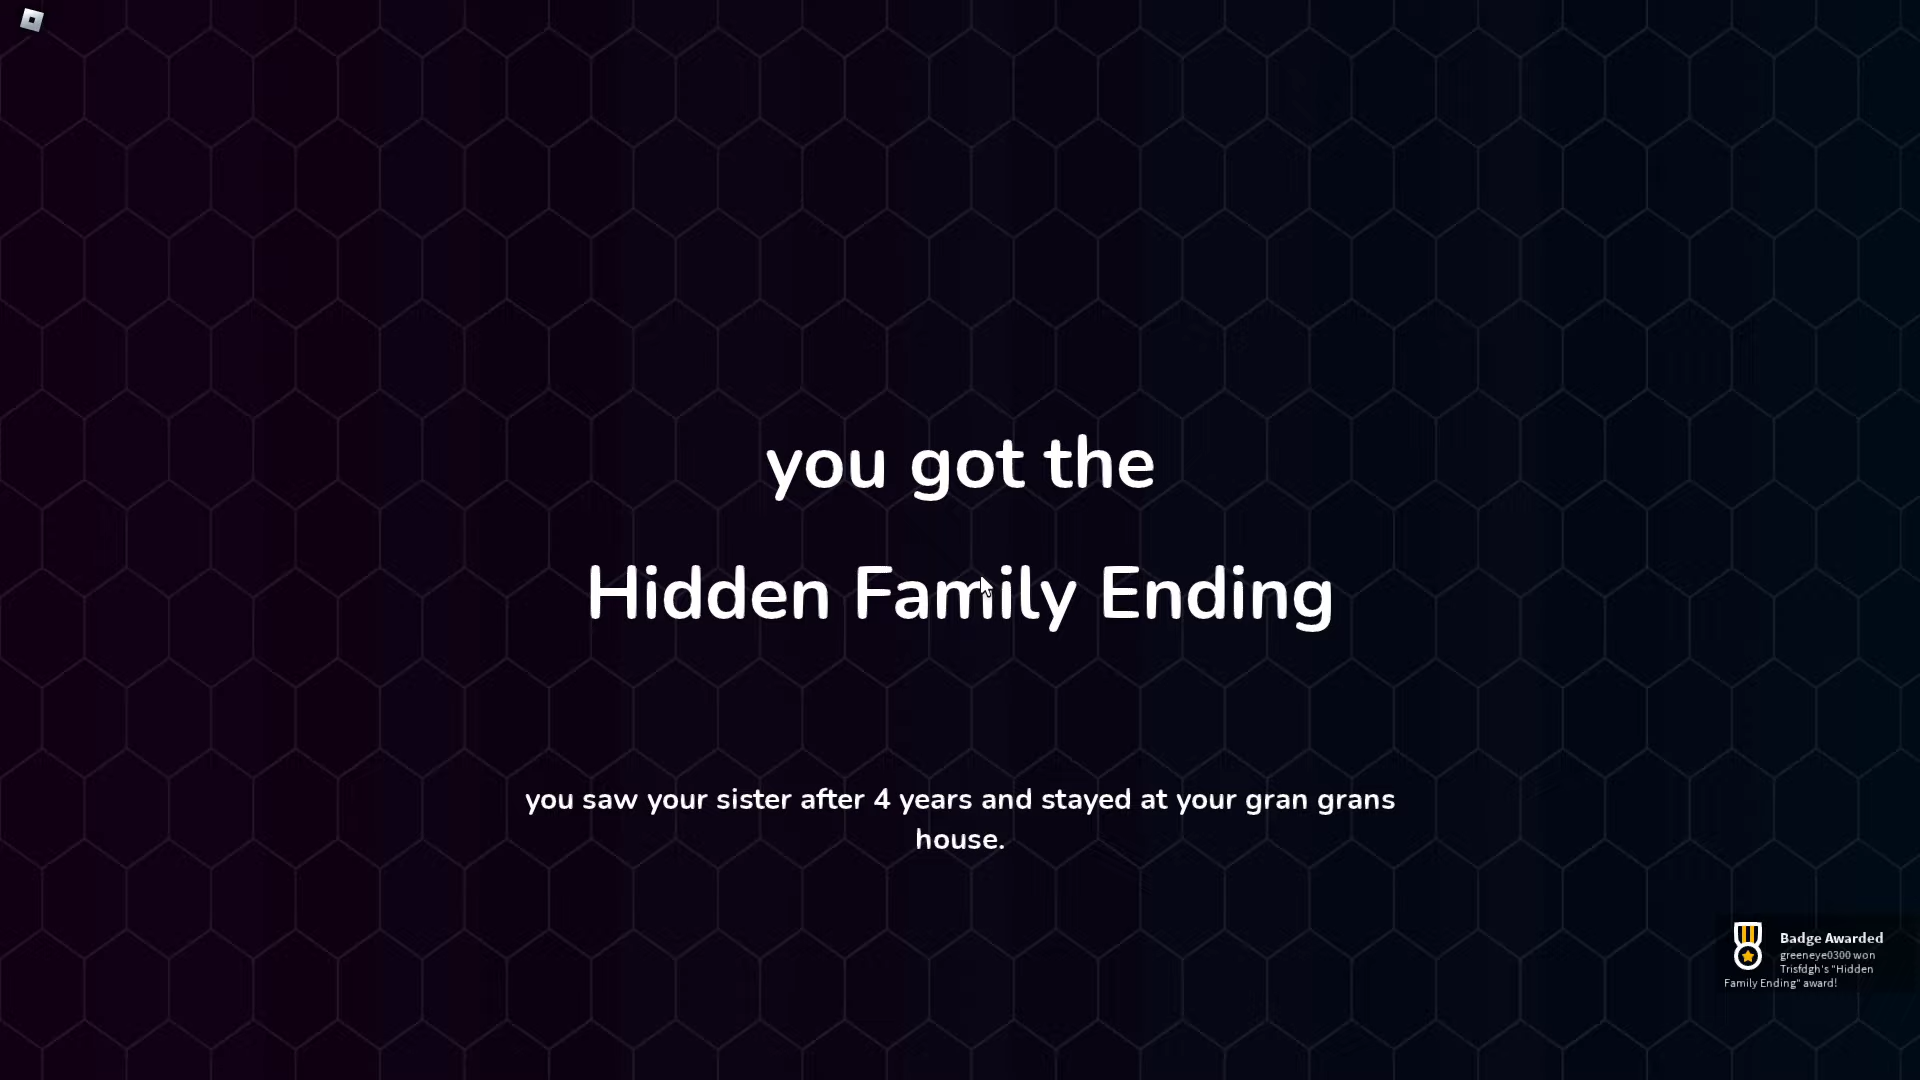 you got the
Hidden Family Ending
you saw your sister after 4 years and stayed at your gran grans
house.
Badge Awarded
greeneye0300 won
Trisfdgh's "Hidden
Family Ending" award!